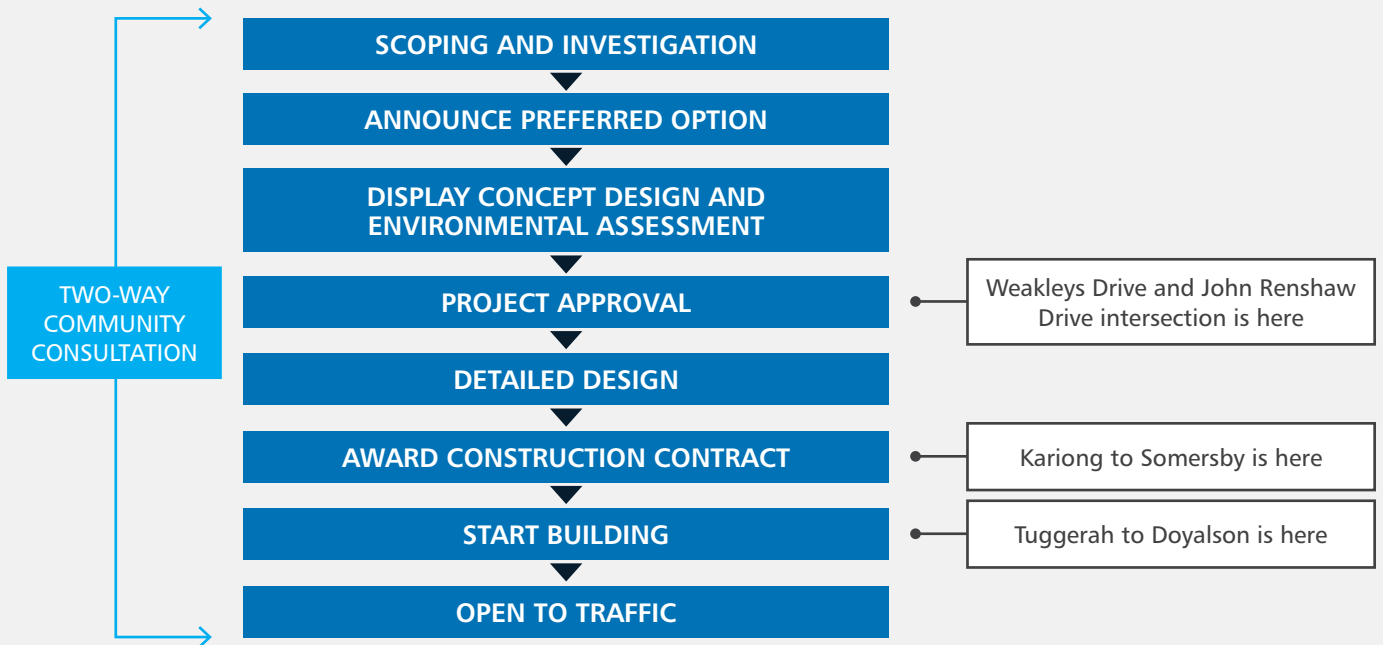 SCOPING AND INVESTIGATION
ANNOUNCE PREFERRED OPTION
DISPLAY CONCEPT DESIGN AND
ENVIRONMENTAL ASSESSMENT
TWO-WAY
COMMUNITY
CONSULTATION
PROJECT APPROVAL
Weakleys Drive and John Renshaw
Drive intersection is here
DETAILED DESIGN
AWARD CONSTRUCTION CONTRACT
Kariong to Somersby is here
START BUILDING
Tuggerah to Doyalson is here
OPEN TO TRAFFIC